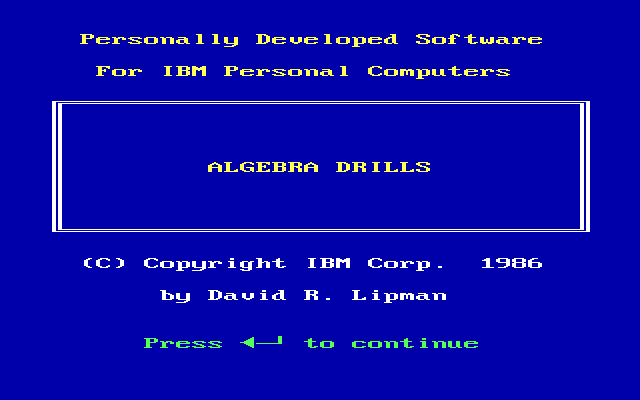 Personally Developed Software
For IBM Personal Computers
ALGEBRA DRILLS
(C) Copyright IBM Corp.  1986
by David R. Lipman
Press ◄─┘ to continue